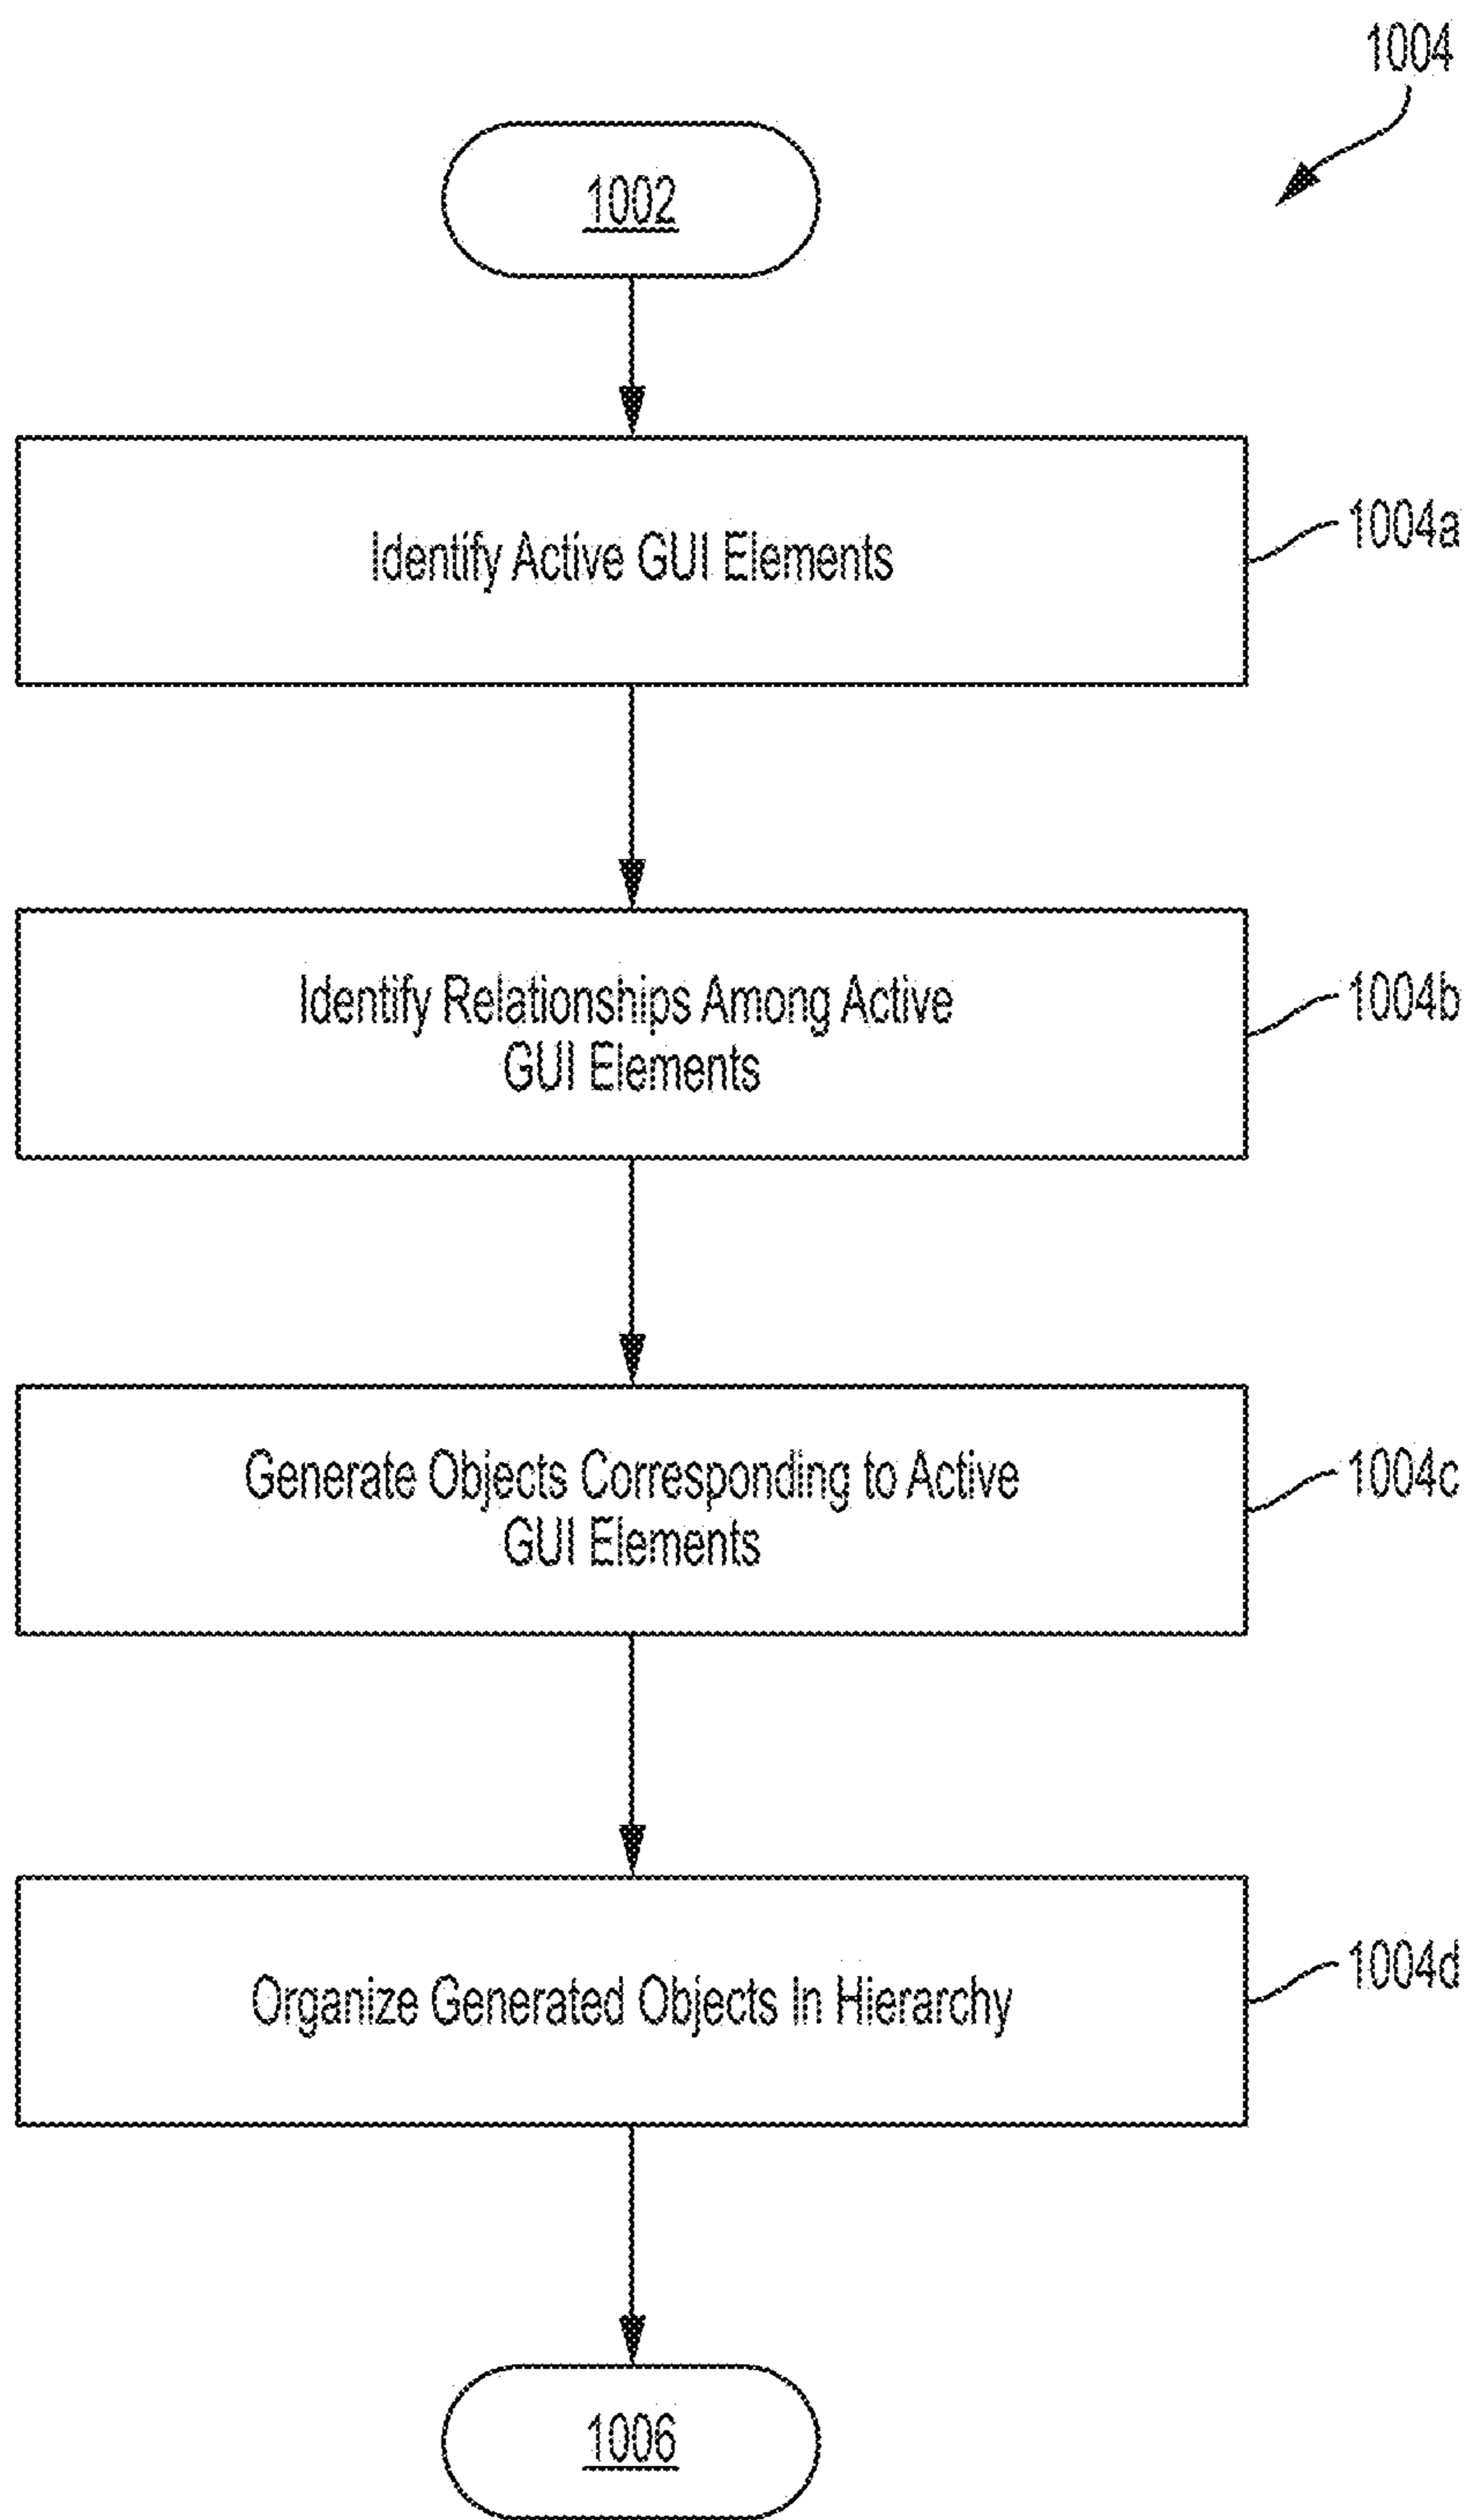 1004
1002
Identify Active GUI Elements
1004a
Identify Relationships Among Active
GUI Elements
1004b
Generate Objects Corresponding to Active
GUI Elements
1004c
Organize Generated Objects In Hierarchy
1004d
1006